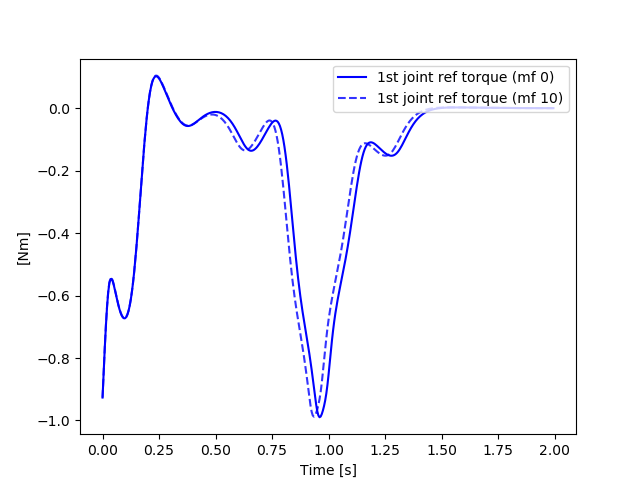 1st joint ref torque (mf 0)
1st joint ref torque (mf 10)
0.0
−0.2
−0.4
−0.6
−0.8
−1.0
[Nm]
0.00 0.25 0.50 0.75 1.00 1.25 1.50 1.75 2.00
Time [s]